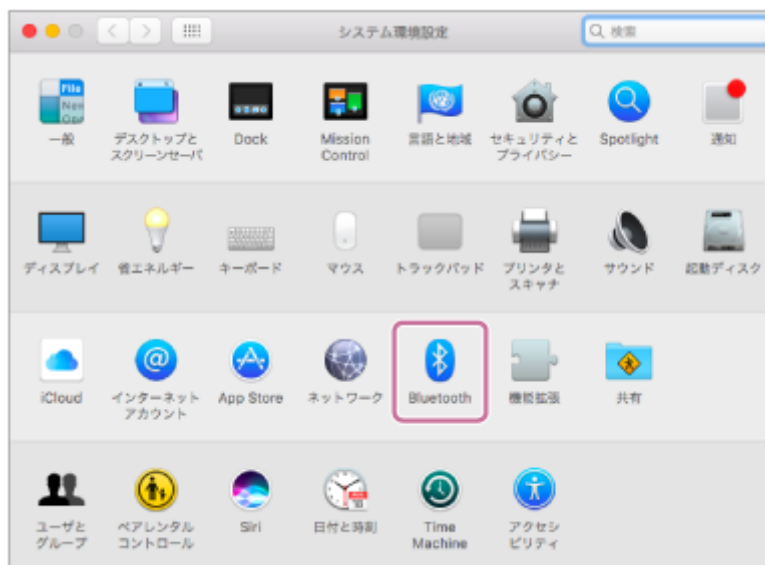 システム環境設定
検索
File
New
Ope
一般
デスクトップと
スクリーンセーバ
Dock
Mission
Control
言語と地域
セキュリティと
プライバシー
Spotlight
通知
ディスプレイ
省エネルギー
キーボード
マウス
トラックパッド
プリンタと
スキャナ
サウンド
起動ディスク
iCloud
インターネット
アカウント
App Store
ネットワーク
Bluetooth
機能拡張
共有
ユーザと
グループ
ペアレンタル
コントロール
Siri
日付と時刻
Time
Machine
アクセシ
ビリティ